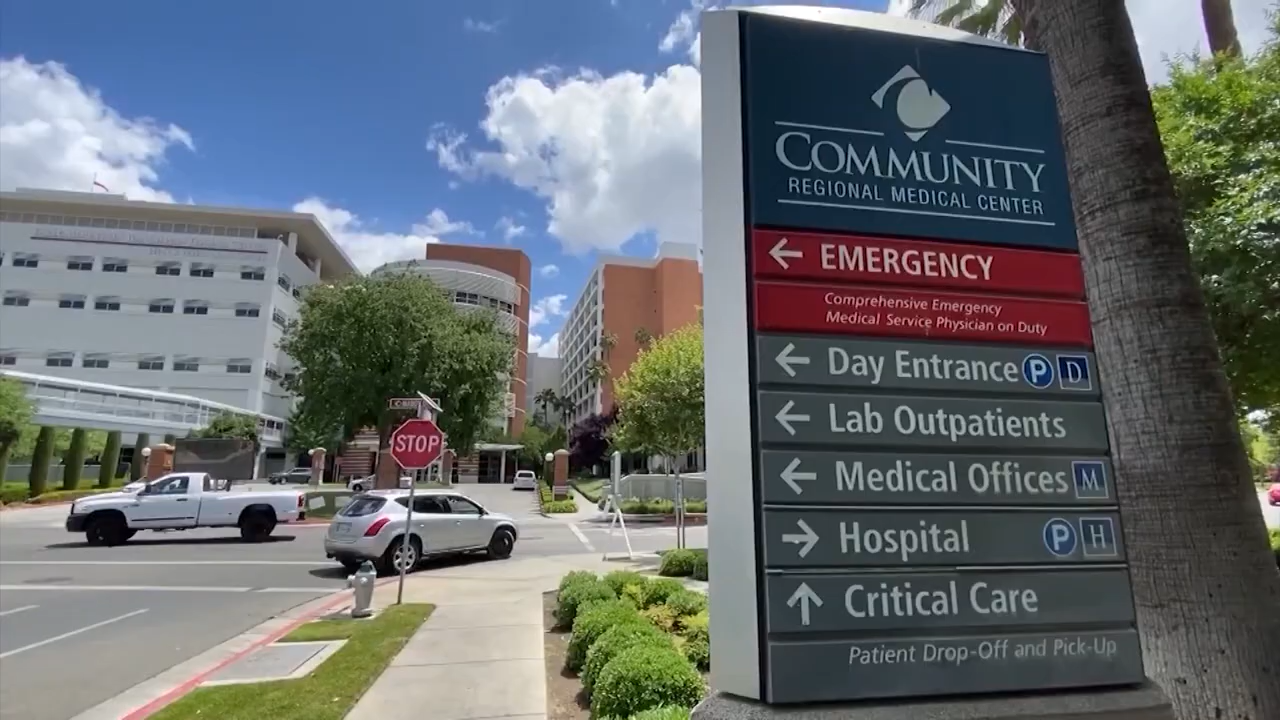 COMMUNITY
REGIONAL MEDICAL CENTER
← EMERGENCY
Comprehensive Emergency
Medical Service Physician on Duty
← Day Entrance P D
← Lab Outpatients
← Medical Offices M
→ Hospital P H
↑ Critical Care
Patient Drop-Off and Pick-Up
STOP